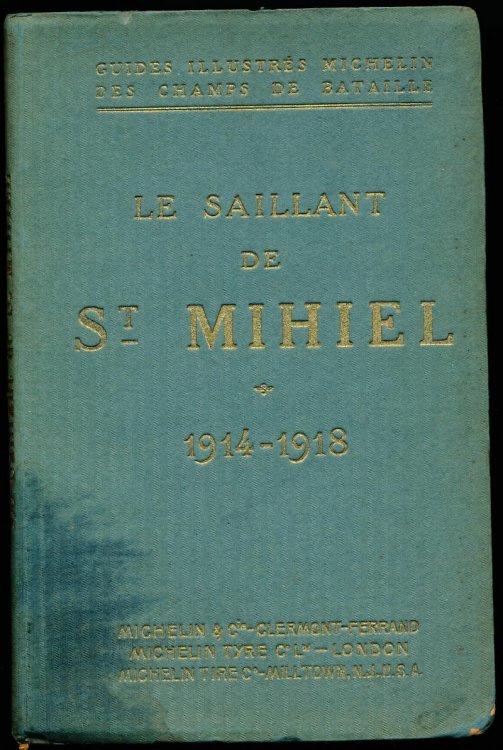 GUIDES ILLUSTRÉS MICHELIN
DES CHAMPS DE BATAILLE
LE SAILLANT
DE
ST MIHIEL
1914-1918
MICHELIN & Cie-CLERMONT-FERRAND
MICHELIN TYRE Co Ld — LONDON
MICHELIN TIRE Co-MILLTOWN, N.J. U.S.A.